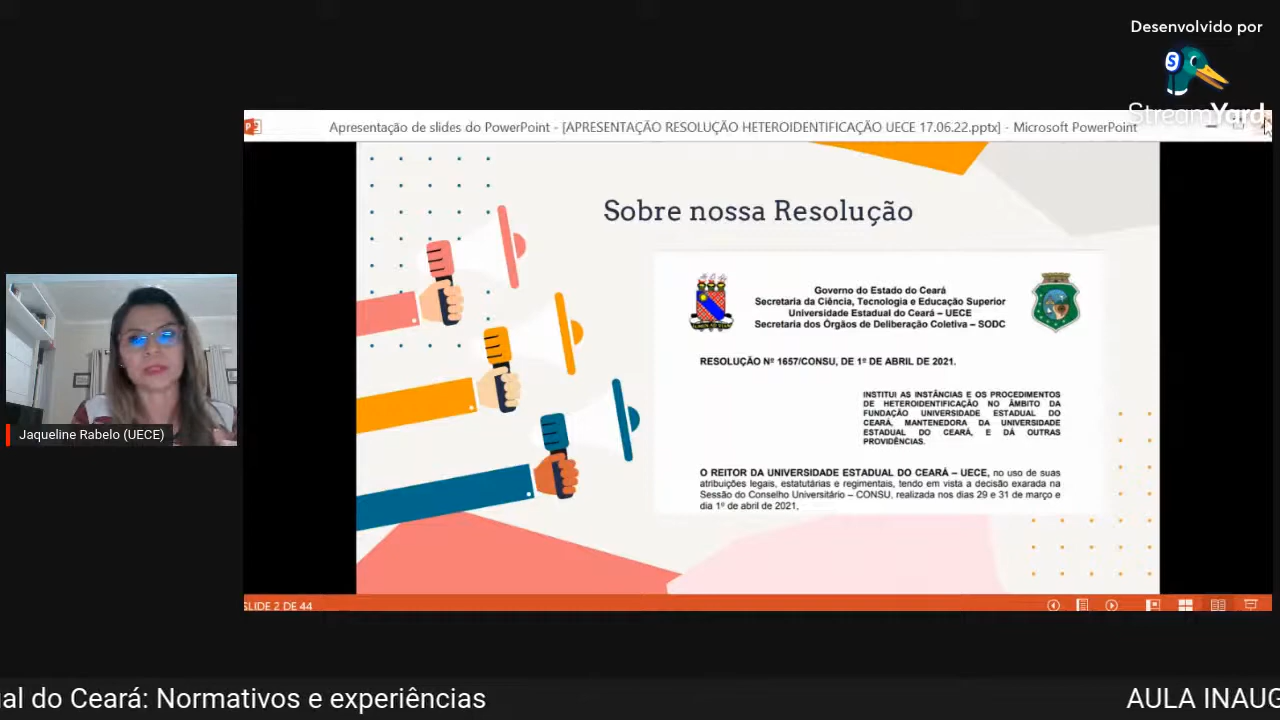 Desenvolvido por
StreamYard
Apresentação de slides do PowerPoint - [APRESENTAÇÃO RESOLUÇÃO HETEROIDENTIFICAÇÃO UECE 17.06.22.pptx] - Microsoft PowerPoint
Sobre nossa Resolução
Governo do Estado do Ceará
Secretaria da Ciência, Tecnologia e Educação Superior
Universidade Estadual do Ceará – UECE
Secretaria dos Órgãos de Deliberação Coletiva – SODC
RESOLUÇÃO Nº 1657/CONSU, DE 1º DE ABRIL DE 2021.
INSTITUI AS INSTÂNCIAS E OS PROCEDIMENTOS
DE HETEROIDENTIFICAÇÃO NO ÂMBITO DA
FUNDAÇÃO UNIVERSIDADE ESTADUAL DO
CEARÁ, MANTENEDORA DA UNIVERSIDADE
ESTADUAL DO CEARÁ, E DÁ OUTRAS
PROVIDÊNCIAS.
O REITOR DA UNIVERSIDADE ESTADUAL DO CEARÁ – UECE, no uso de suas
atribuições legais, estatutárias e regimentais, tendo em vista a decisão exarada na
Sessão do Conselho Universitário – CONSU, realizada nos dias 29 e 31 de março e
dia 1º de abril de 2021,
Jaqueline Rabelo (UECE)
SLIDE 2 DE 44
ual do Ceará: Normativos e experiências
AULA INAUG